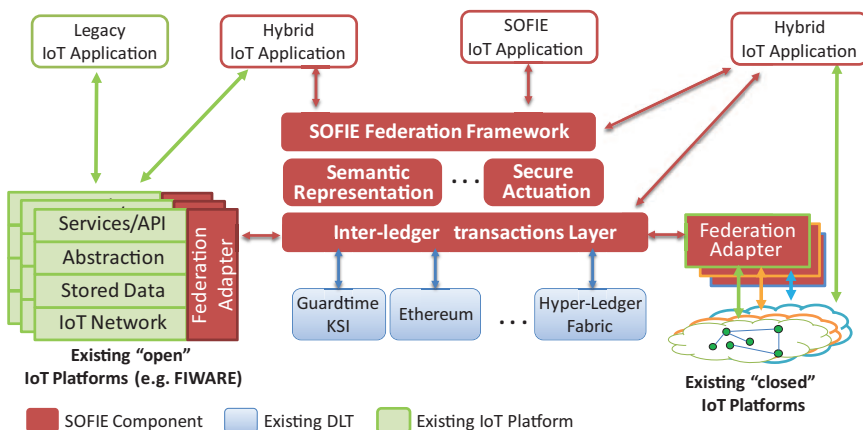 Legacy
IoT Application
Hybrid
IoT Application
SOFIE
IoT Application
Hybrid
IoT Application
SOFIE Federation Framework
Semantic
Representation
...
Secure
Actuation
Inter-ledger transactions Layer
Services/API
Abstraction
Stored Data
IoT Network
Federation
Adapter
Federation
Adapter
Guardtime
KSI
Ethereum
...
Hyper-Ledger
Fabric
Existing “open”
IoT Platforms (e.g. FIWARE)
Existing “closed”
IoT Platforms
SOFIE Component
Existing DLT
Existing IoT Platform